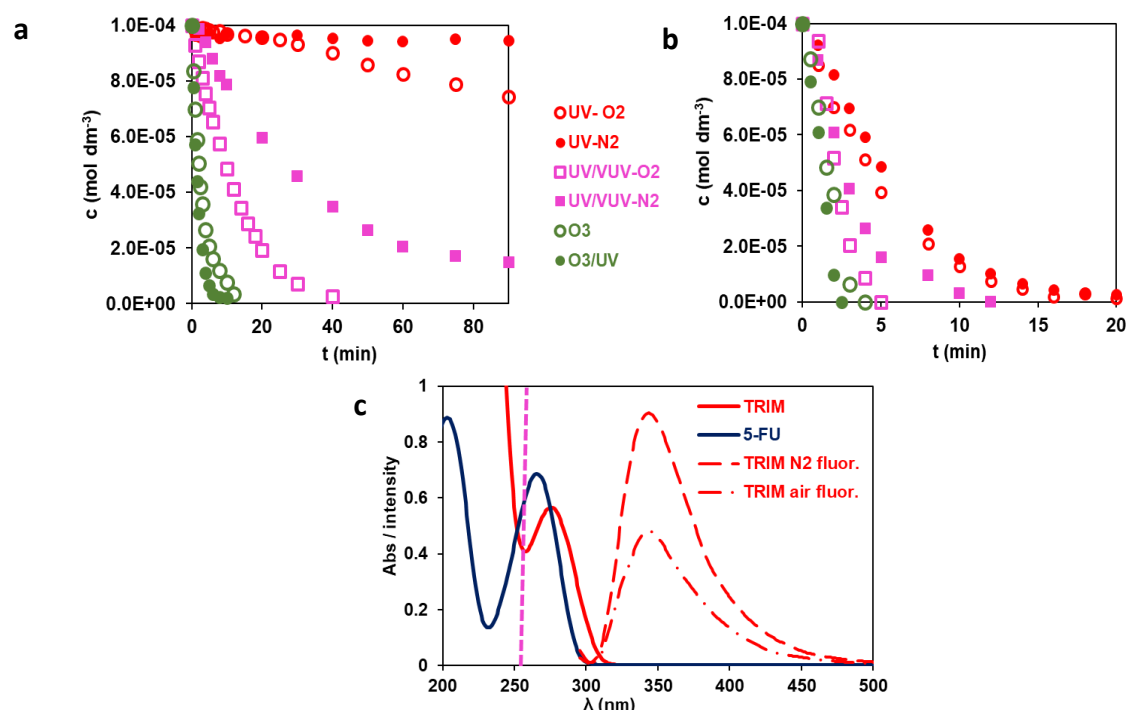 a
1.0E-04
8.0E-05
6.0E-05
4.0E-05
2.0E-05
0.0E+00
c (mol dm-3)
0 20 40 60 80
t (min)
UV- O2
UV-N2
UV/VUV-O2
UV/VUV-N2
O3
O3/UV
b
1.0E-04
8.0E-05
6.0E-05
4.0E-05
2.0E-05
0.0E+00
c (mol dm-3)
0 5 10 15 20
t (min)
c
1
0.8
0.6
0.4
0.2
0
Abs / intensity
200 250 300 350 400 450 500
λ (nm)
TRIM
5-FU
TRIM N2 fluor.
TRIM air fluor.